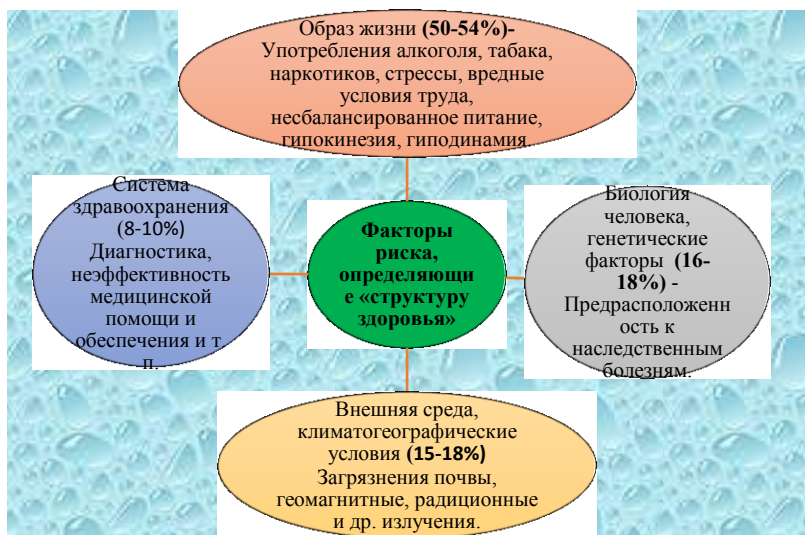 Образ жизни (50-54%)-
Употребления алкоголя, табака,
наркотиков, стрессы, вредные
условия труда,
несбалансированное питание,
гипокинезия, гиподинамия.
Система
здравоохранения
(8-10%)
Диагностика,
неэффективность
медицинской
помощи и
обеспечения и т.
п.
Факторы
риска,
определяющи
е «структуру
здоровья»
Биология
человека,
генетические
факторы (16-
18%) -
Предрасположенн
ость к
наследственным
болезням.
Внешняя среда,
климатогеографические
условия (15-18%)
Загрязнения почвы,
геомагнитные, радиционные
и др. излучения.